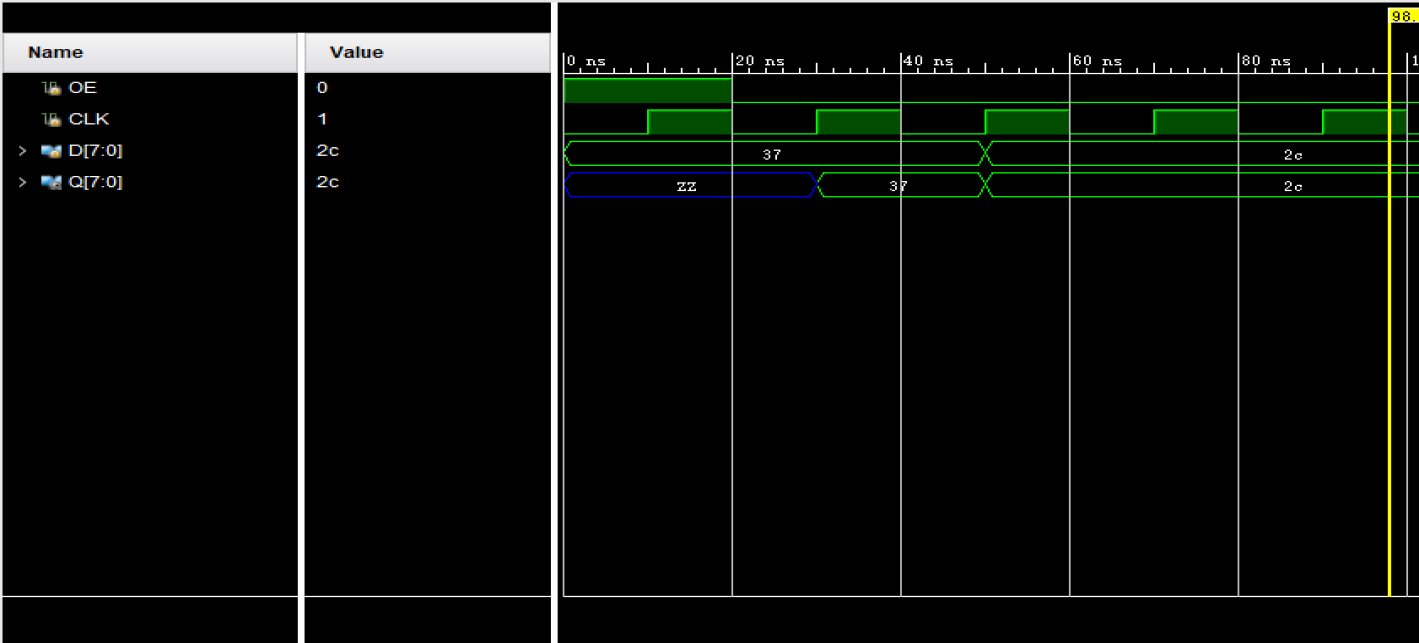 98.
Name Value
0 ns 20 ns 40 ns 60 ns 80 ns 1
OE 0
CLK 1
> D[7:0] 2c 37 2c
> Q[7:0] 2c ZZ 37 2c